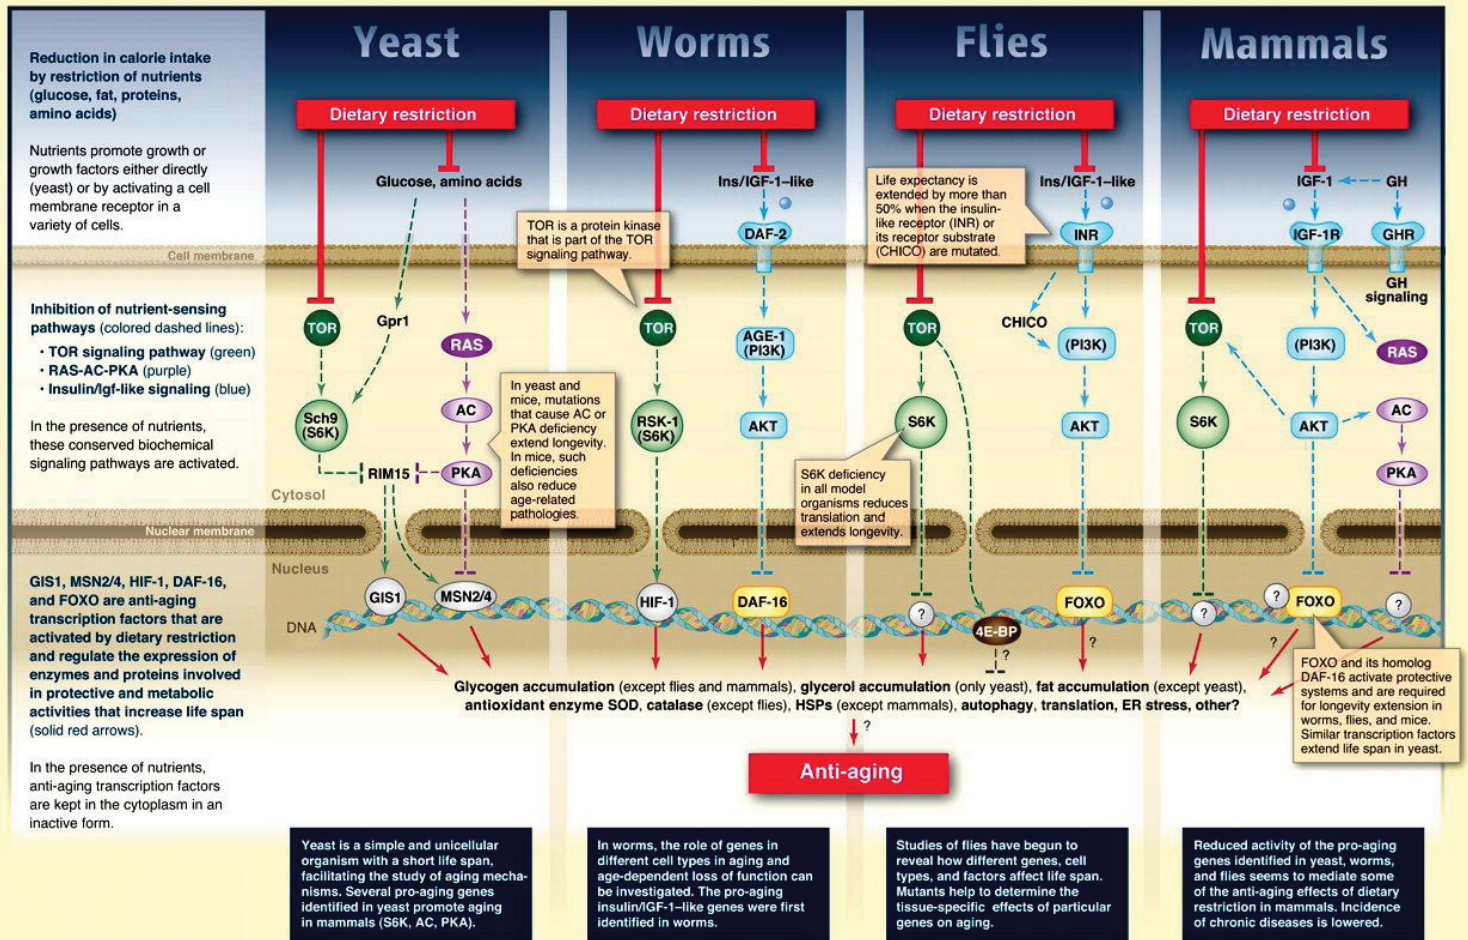 Yeast
Worms
Flies
Mammals
Reduction in calorie intake
by restriction of nutrients
(glucose, fat, proteins,
amino acids)
Nutrients promote growth or
growth factors either directly
(yeast) or by activating a cell
membrane receptor in a
variety of cells.
Cell membrane
Inhibition of nutrient-sensing
pathways (colored dashed lines):
• TOR signaling pathway (green)
• RAS-AC-PKA (purple)
• Insulin/Igf-like signaling (blue)
In the presence of nutrients,
these conserved biochemical
signaling pathways are activated.
Nuclear membrane
GIS1, MSN2/4, HIF-1, DAF-16,
and FOXO are anti-aging
transcription factors that are
activated by dietary restriction
and regulate the expression of
enzymes and proteins involved
in protective and metabolic
activities that increase life span
(solid red arrows).
In the presence of nutrients,
anti-aging transcription factors
are kept in the cytoplasm in an
inactive form.
Dietary restriction
Glucose, amino acids
TOR
Gpr1
RAS
Sch9
(S6K)
AC
RIM15
PKA
Cytosol
Nucleus
GIS1
MSN2/4
DNA
In yeast and
mice, mutations
that cause AC or
PKA deficiency
extend longevity.
In mice, such
deficiencies
also reduce
age-related
pathologies.
Dietary restriction
Ins/IGF-1–like
TOR is a protein kinase
that is part of the TOR
signaling pathway.
DAF-2
TOR
AGE-1
(PI3K)
RSK-1
(S6K)
AKT
HIF-1
DAF-16
Dietary restriction
Life expectancy is
extended by more than
50% when the insulin-
like receptor (INR) or
its receptor substrate
(CHICO) are mutated.
Ins/IGF-1–like
INR
TOR
CHICO
(PI3K)
S6K
AKT
S6K deficiency
in all model
organisms reduces
translation and
extends longevity.
?
4E-BP
?
FOXO
?
Dietary restriction
IGF-1
GH
IGF-1R
GHR
GH
signaling
TOR
(PI3K)
RAS
S6K
AKT
AC
PKA
?
?
FOXO
?
?
FOXO and its homolog
DAF-16 activate protective
systems and are required
for longevity extension in
worms, flies, and mice.
Similar transcription factors
extend life span in yeast.
Glycogen accumulation (except flies and mammals), glycerol accumulation (only yeast), fat accumulation (except yeast),
antioxidant enzyme SOD, catalase (except flies), HSPs (except mammals), autophagy, translation, ER stress, other?
?
Anti-aging
Yeast is a simple and unicellular
organism with a short life span,
facilitating the study of aging mecha-
nisms. Several pro-aging genes
identified in yeast promote aging
in mammals (S6K, AC, PKA).
In worms, the role of genes in
different cell types in aging and
age-dependent loss of function can
be investigated. The pro-aging
insulin/IGF-1–like genes were first
identified in worms.
Studies of flies have begun to
reveal how different genes, cell
types, and factors affect life span.
Mutants help to determine the
tissue-specific effects of particular
genes on aging.
Reduced activity of the pro-aging
genes identified in yeast, worms,
and flies seems to mediate some
of the anti-aging effects of dietary
restriction in mammals. Incidence
of chronic diseases is lowered.